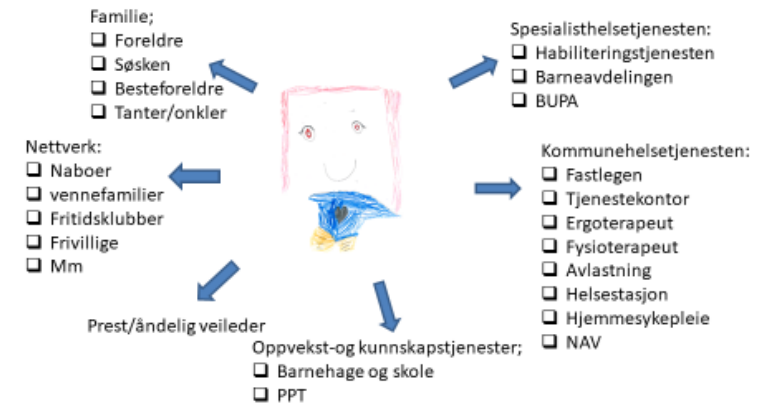 Familie;
Foreldre
Søsken
Besteforeldre
Tanter/onkler
Spesialisthelsetjenesten:
Habiliteringstjenesten
Barneavdelingen
BUPA
Nettverk:
Naboer
vennefamilier
Fritidsklubber
Frivillige
Mm
Kommunehelsetjenesten:
Fastlegen
Tjenestekontor
Ergoterapeut
Fysioterapeut
Avlastning
Helsestasjon
Hjemmesykepleie
NAV
Prest/åndelig veileder
Oppvekst-og kunnskapstjenester;
Barnehage og skole
PPT